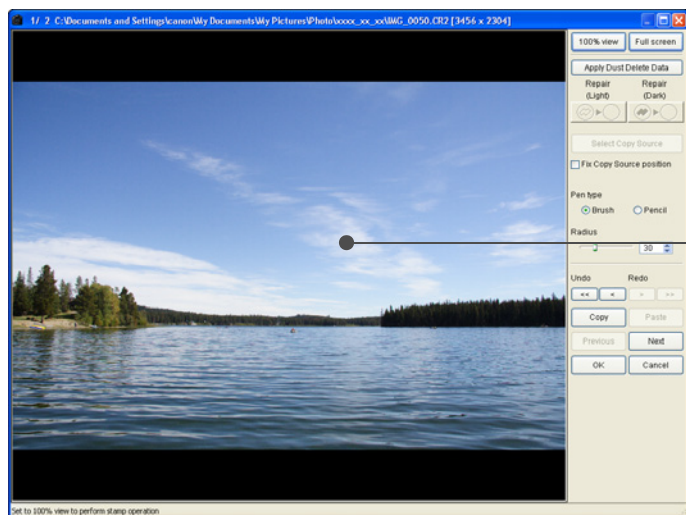 1/ 2 C:\Documents and Settings\canon\My Documents\My Pictures\Photo\xxxx_xx_xx\IMG_0050.CR2 [3456 x 2304]
100% view Full screen
Apply Dust Delete Data
Repair (Light) Repair (Dark)
Select Copy Source
Fix Copy Source position
Pen type
Brush Pencil
Radius
30
Undo Redo
<< < > >>
Copy Paste
Previous Next
OK Cancel
Set to 100% view to perform stamp operation